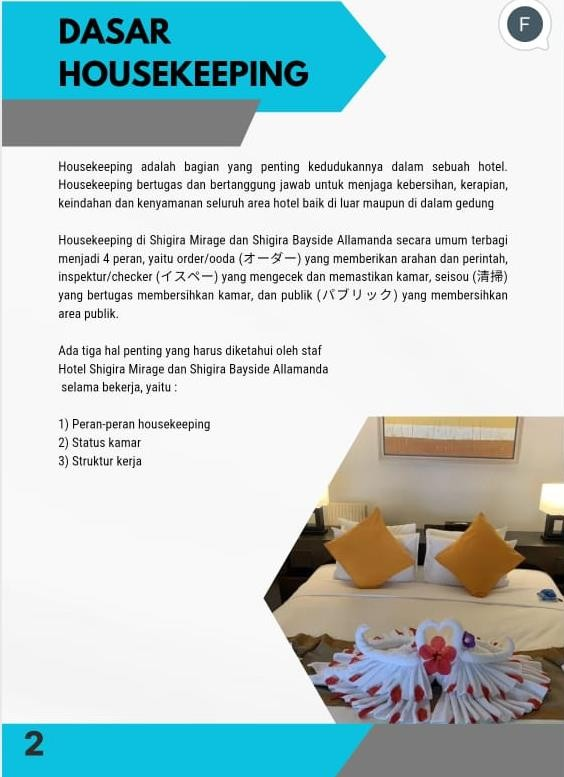 DASAR
HOUSEKEEPING
F
Housekeeping adalah bagian yang penting kedudukannya dalam sebuah hotel.
Housekeeping bertugas dan bertanggung jawab untuk menjaga kebersihan, kerapian,
keindahan dan kenyamanan seluruh area hotel baik di luar maupun di dalam gedung
Housekeeping di Shigira Mirage dan Shigira Bayside Allamanda secara umum terbagi
menjadi 4 peran, yaitu order/ooda (オーダー) yang memberikan arahan dan perintah,
inspektur/checker (イスペー) yang mengecek dan memastikan kamar, seisou (清掃)
yang bertugas membersihkan kamar, dan publik (パブリック) yang membersihkan
area publik.
Ada tiga hal penting yang harus diketahui oleh staf
Hotel Shigira Mirage dan Shigira Bayside Allamanda
selama bekerja, yaitu :
1) Peran-peran housekeeping
2) Status kamar
3) Struktur kerja
2